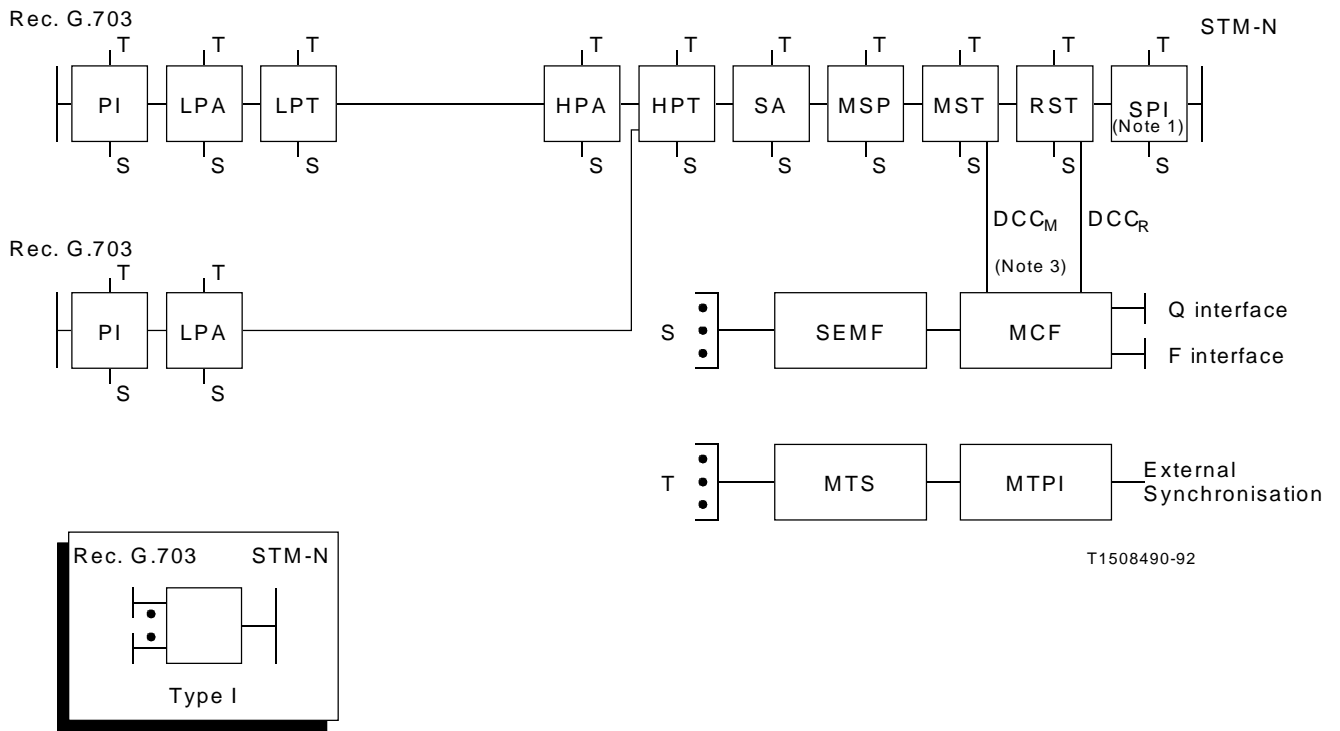 Rec. G.703
STM-N
T T T T T T T T T T
PI LPA LPT HPA HPT SA MSP MST RST SPI
(Note 1)
S S S S S S S S S S
DCCM DCCR
(Note 3)
Rec. G.703
T T
PI LPA
S S
S SEMF MCF
Q interface
F interface
T MTS MTPI
External
Synchronisation
T1508490-92
Rec. G.703 STM-N
Type I